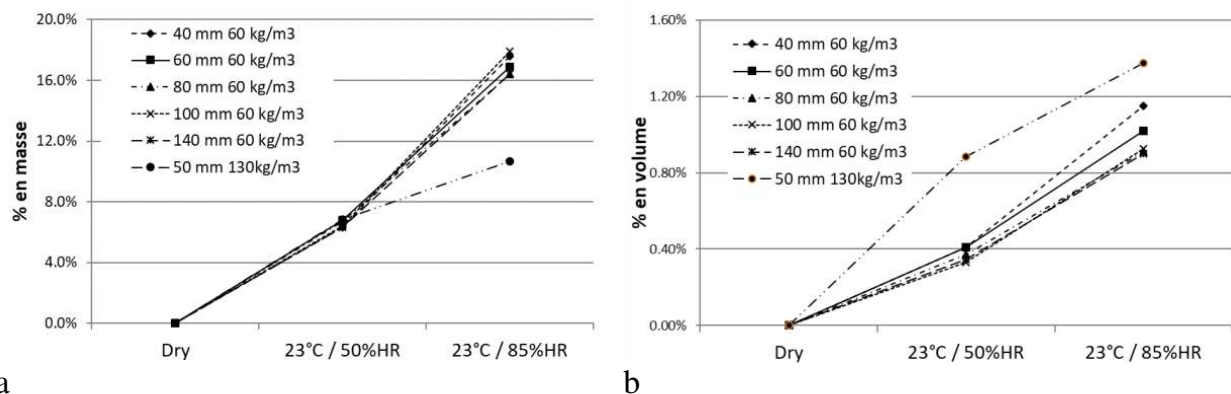 20.0%
16.0%
12.0%
8.0%
4.0%
0.0%
% en masse
40 mm 60 kg/m3
60 mm 60 kg/m3
80 mm 60 kg/m3
100 mm 60 kg/m3
140 mm 60 kg/m3
50 mm 130kg/m3
Dry
23°C / 50%HR
23°C / 85%HR
a
1.60%
1.20%
0.80%
0.40%
0.00%
% en volume
40 mm 60 kg/m3
60 mm 60 kg/m3
80 mm 60 kg/m3
100 mm 60 kg/m3
140 mm 60 kg/m3
50 mm 130kg/m3
Dry
23°C / 50%HR
23°C / 85%HR
b